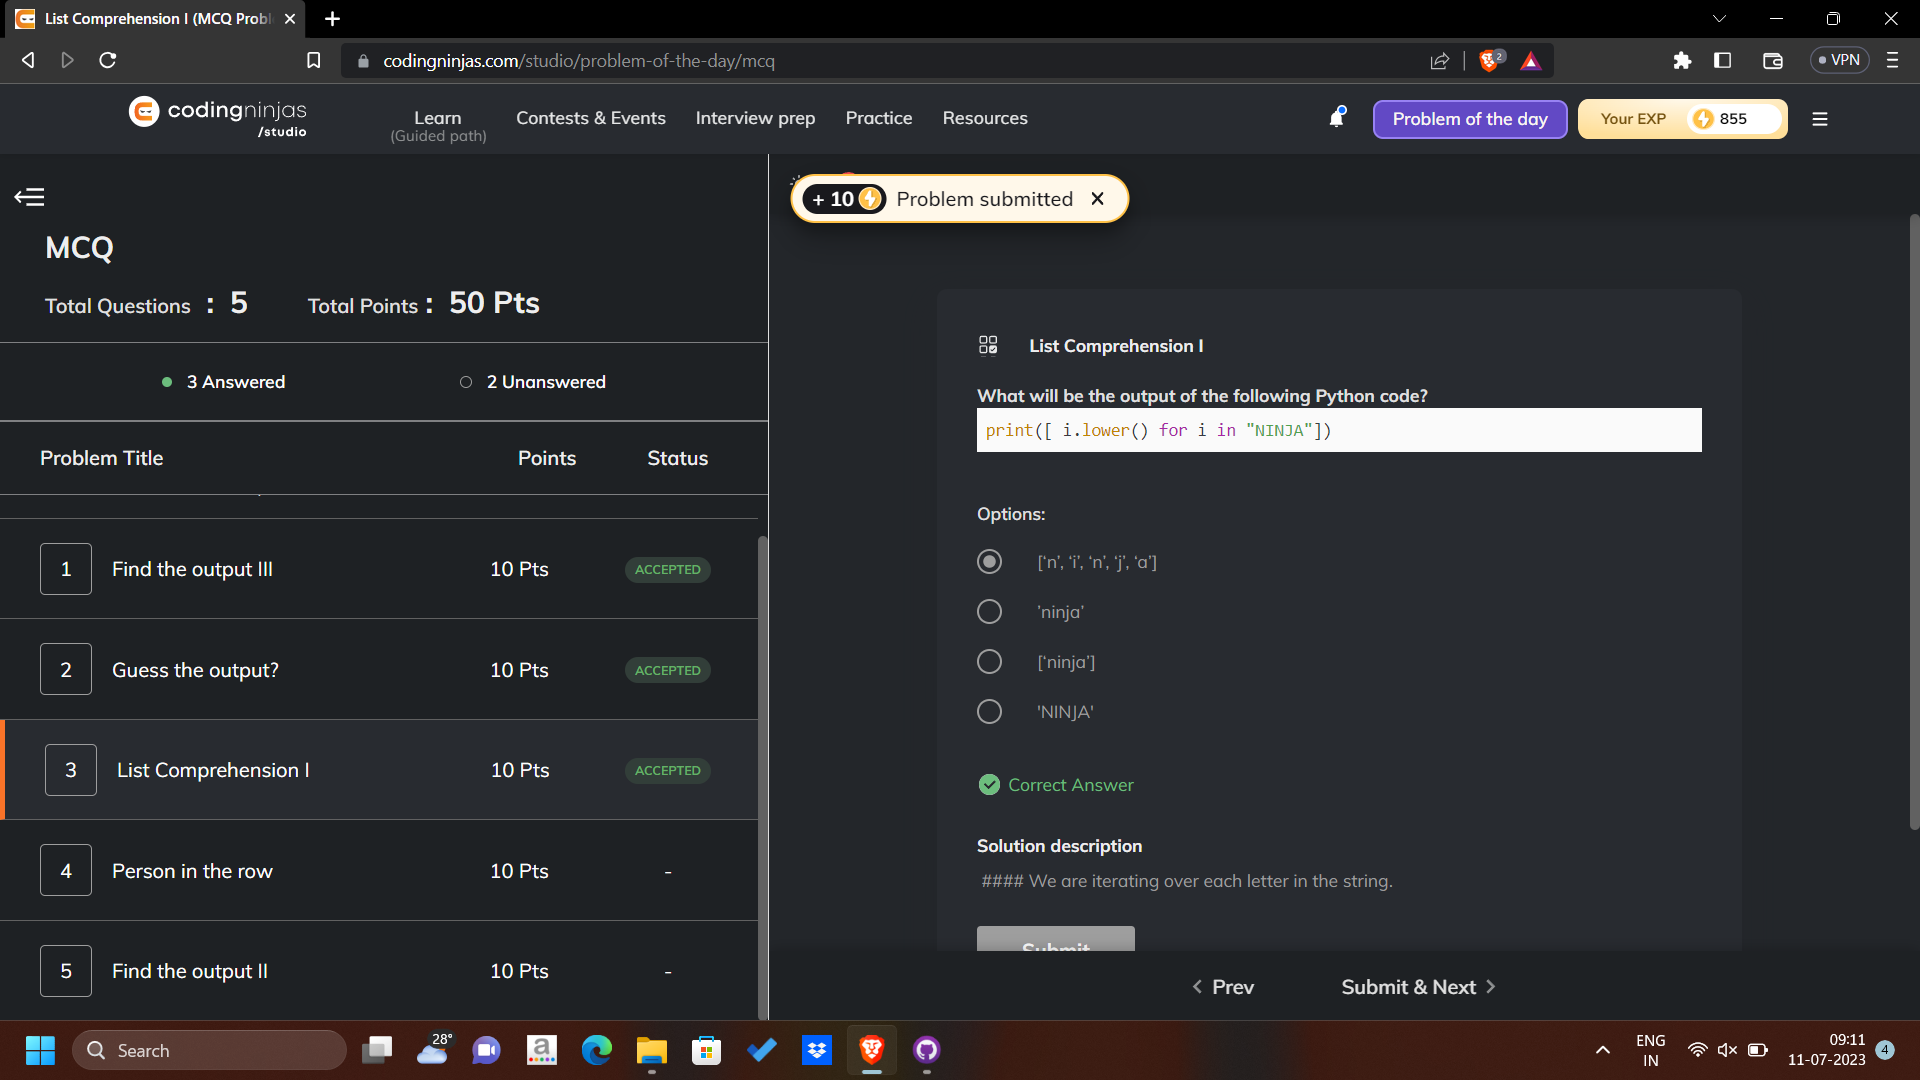 List Comprehension I (MCQ Probl
codingninjas.com/studio/problem-of-the-day/mcq
2
VPN
codingninjas
/studio
Learn
(Guided path)
Contests & Events
Interview prep
Practice
Resources
Problem of the day
Your EXP
855
+ 10
Problem submitted
MCQ
Total Questions : 5
Total Points : 50 Pts
3 Answered
2 Unanswered
Problem Title
Points
Status
1
Find the output III
10 Pts
ACCEPTED
2
Guess the output?
10 Pts
ACCEPTED
3
List Comprehension I
10 Pts
ACCEPTED
4
Person in the row
10 Pts
-
5
Find the output II
10 Pts
-
List Comprehension I
What will be the output of the following Python code?
print([ i.lower() for i in "NINJA"])
Options:
[‘n’, ‘i’, ‘n’, ‘j’, ‘a’]
’ninja’
[‘ninja’]
'NINJA'
Correct Answer
Solution description
#### We are iterating over each letter in the string.
Submit
Prev
Submit & Next
Search
28°
a
ENG
IN
09:11
11-07-2023
4